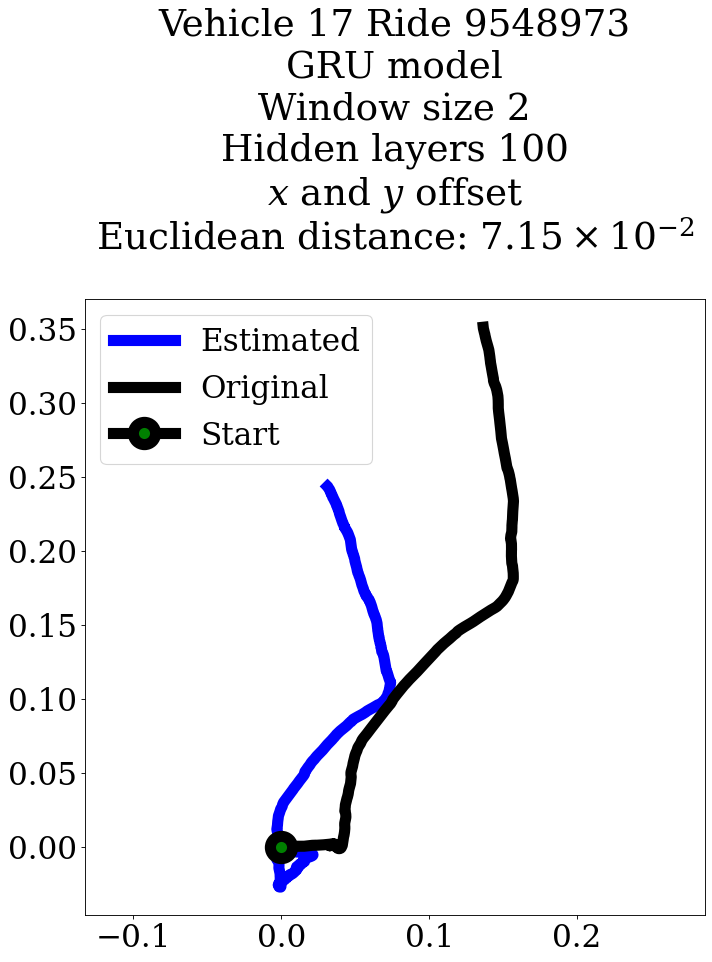 Vehicle 17 Ride 9548973
GRU model
Window size 2
Hidden layers 100
x and y offset
Euclidean distance: 7.15 × 10⁻²
Estimated
Original
Start
0.35
0.30
0.25
0.20
0.15
0.10
0.05
0.00
−0.1 0.0 0.1 0.2